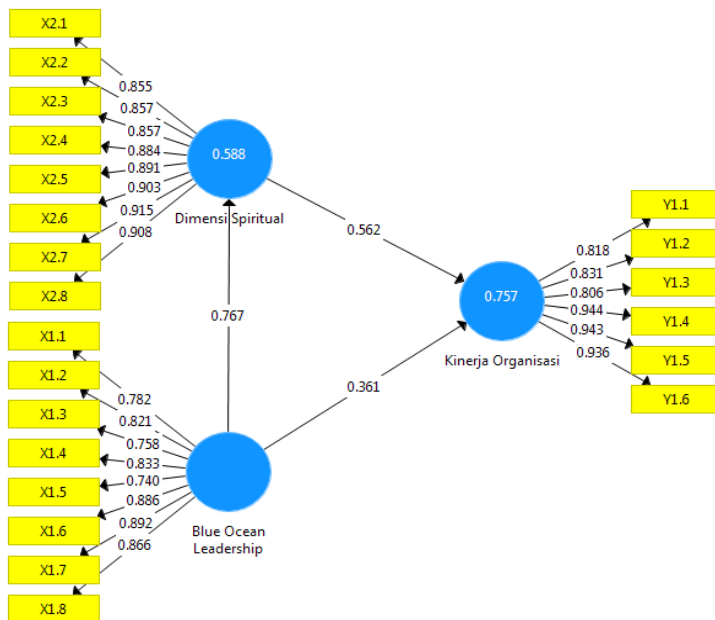 X2.1
X2.2
X2.3
X2.4
X2.5
X2.6
X2.7
X2.8
0.855
0.857
0.857
0.884
0.891
0.903
0.915
0.908
0.588
Dimensi Spiritual
0.562
0.767
0.361
X1.1
X1.2
X1.3
X1.4
X1.5
X1.6
X1.7
X1.8
0.782
0.821
0.758
0.833
0.740
0.886
0.892
0.866
Blue Ocean
Leadership
0.757
Kinerja Organisasi
0.818
0.831
0.806
0.944
0.943
0.936
Y1.1
Y1.2
Y1.3
Y1.4
Y1.5
Y1.6